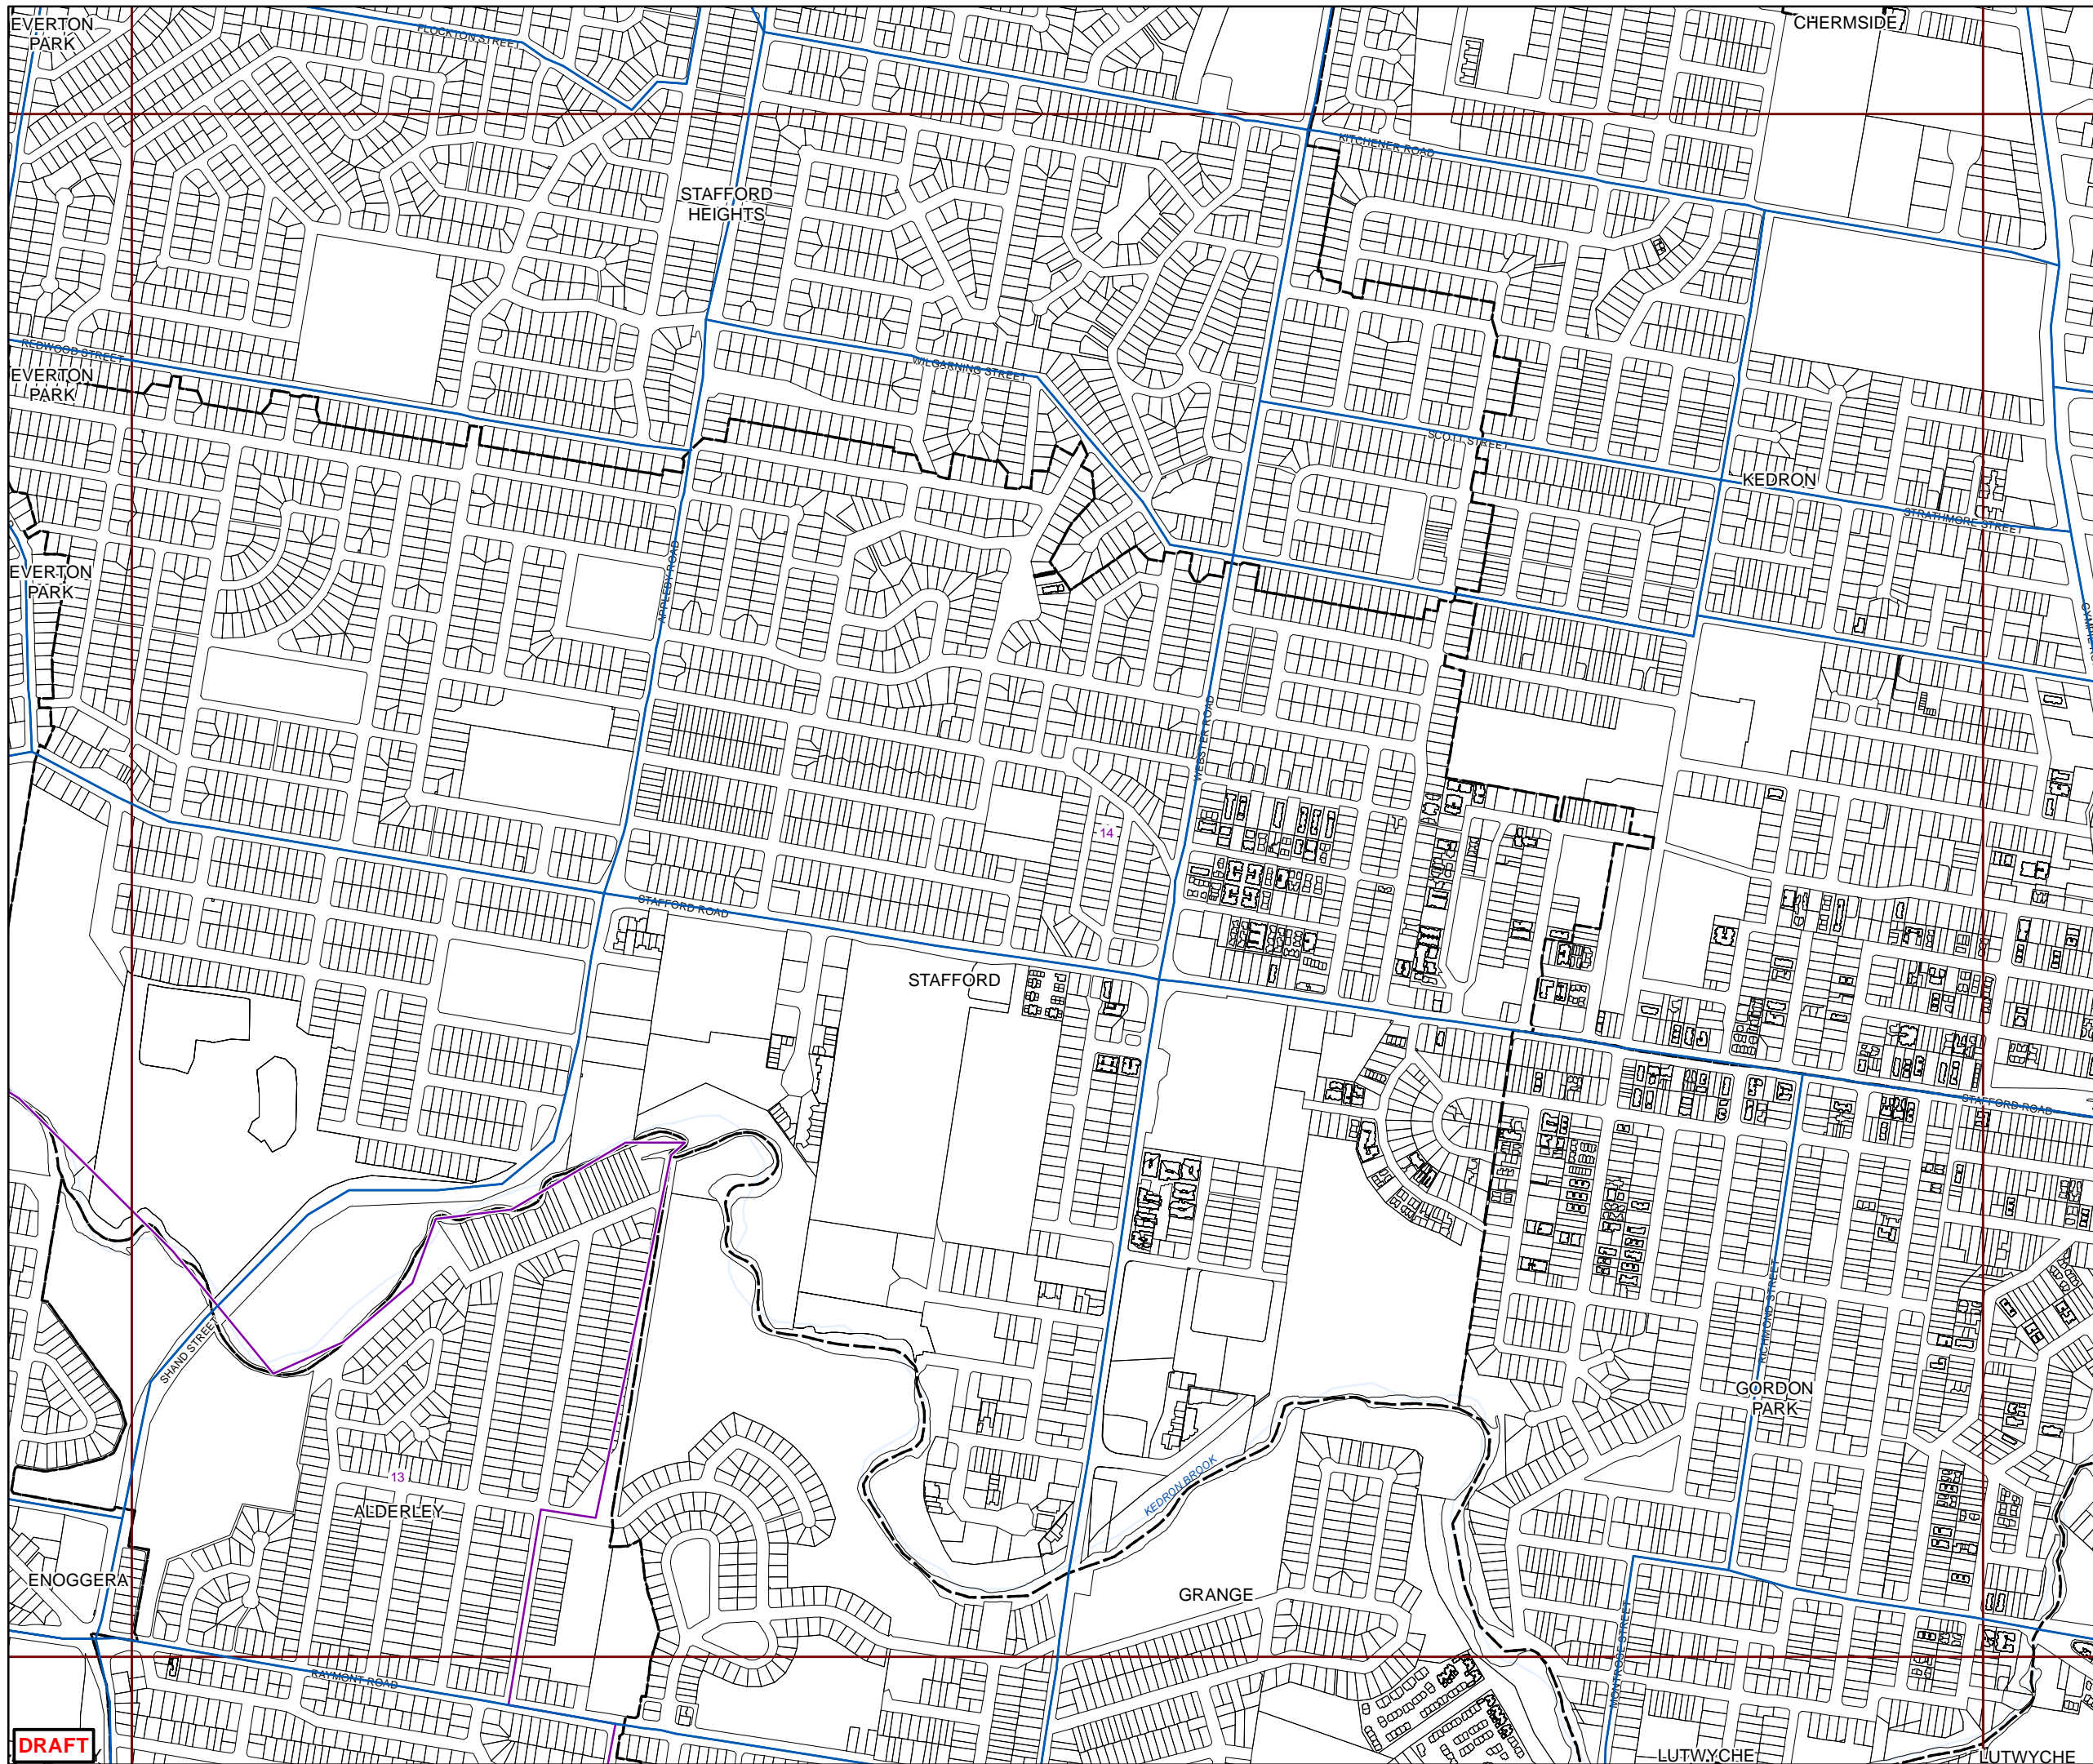 EVERTON
PARK
FLOCKTON STREET
CHERMSIDE
KITCHENER ROAD
STAFFORD
HEIGHTS
REDWOOD STREET
WILGARNING STREET
EVERTON
PARK
SCOTT STREET
KEDRON
STRATHMORE STREET
EVERTON
PARK
APPLEBY ROAD
WEBSTER ROAD
14
STAFFORD ROAD
STAFFORD
STAFFORD ROAD
SHAND STREET
RICHMOND STREET
GORDON
PARK
13
ALDERLEY
KEDRON BROOK
ENOGGERA
GRANGE
MONTROSE STREET
RAYMONT ROAD
DRAFT
LUTWYCHE
LUTWYCHE